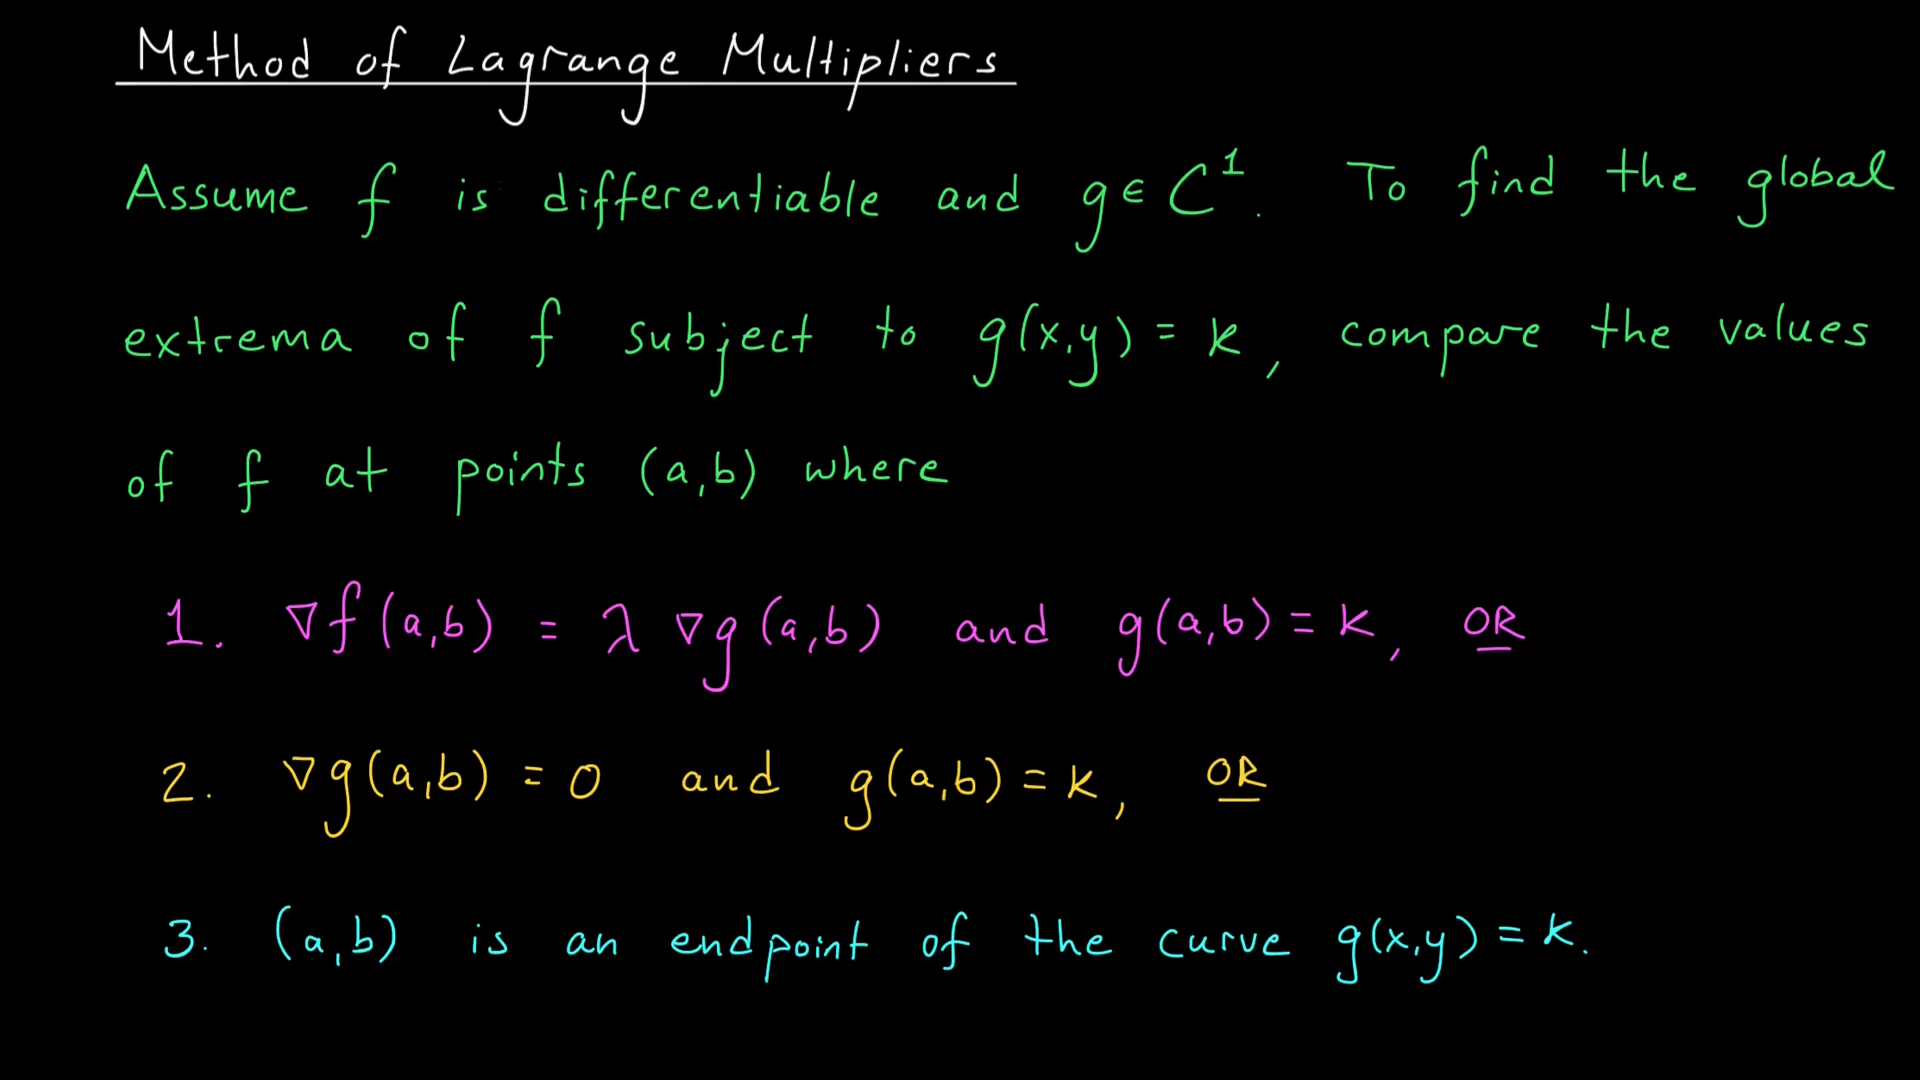 Method of Lagrange Multipliers
Assume f is differentiable and g ∈ C¹. To find the global
extrema of f subject to g(x,y) = k, compare the values
of f at points (a,b) where
1. ∇f(a,b) = λ ∇g(a,b) and g(a,b) = k, OR
2. ∇g(a,b) = 0 and g(a,b) = k, OR
3. (a,b) is an endpoint of the curve g(x,y) = k.